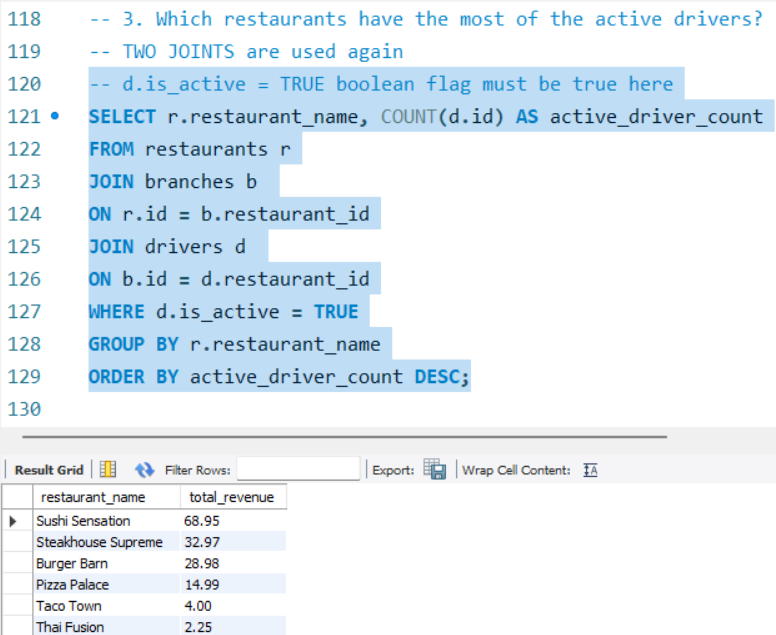 118 -- 3. Which restaurants have the most of the active drivers?
119 -- TWO JOINTS are used again
120 -- d.is_active = TRUE boolean flag must be true here
121 SELECT r.restaurant_name, COUNT(d.id) AS active_driver_count
122 FROM restaurants r
123 JOIN branches b
124 ON r.id = b.restaurant_id
125 JOIN drivers d
126 ON b.id = d.restaurant_id
127 WHERE d.is_active = TRUE
128 GROUP BY r.restaurant_name
129 ORDER BY active_driver_count DESC;
130
Result Grid Filter Rows: Export: Wrap Cell Content: IA
restaurant_name total_revenue
Sushi Sensation 68.95
Steakhouse Supreme 32.97
Burger Barn 28.98
Pizza Palace 14.99
Taco Town 4.00
Thai Fusion 2.25